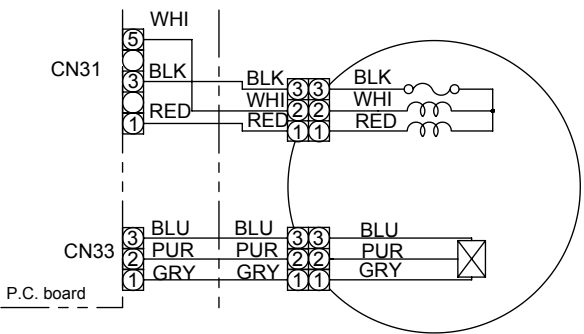 WHI
5
CN31
BLK BLK 3 3 BLK
3
WHI 2 2 WHI
RED RED 1 1 RED
1
BLU BLU BLU
3 3 3
CN33 PUR PUR PUR
2 2 2
GRY GRY GRY
1 1 1
P.C. board